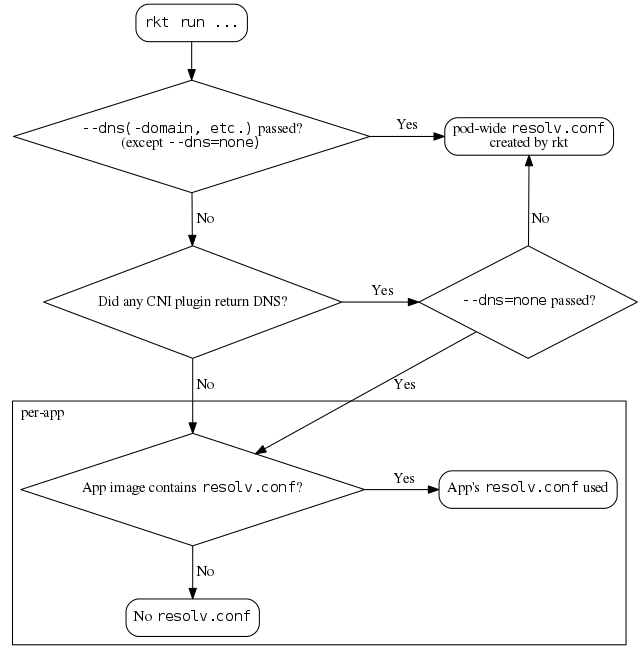 rkt run ...
--dns(-domain, etc.) passed?
(except --dns=none)
Yes
pod-wide resolv.conf
created by rkt
No
No
Did any CNI plugin return DNS?
Yes
--dns=none passed?
No
Yes
per-app
App image contains resolv.conf?
Yes
App's resolv.conf used
No
No resolv.conf